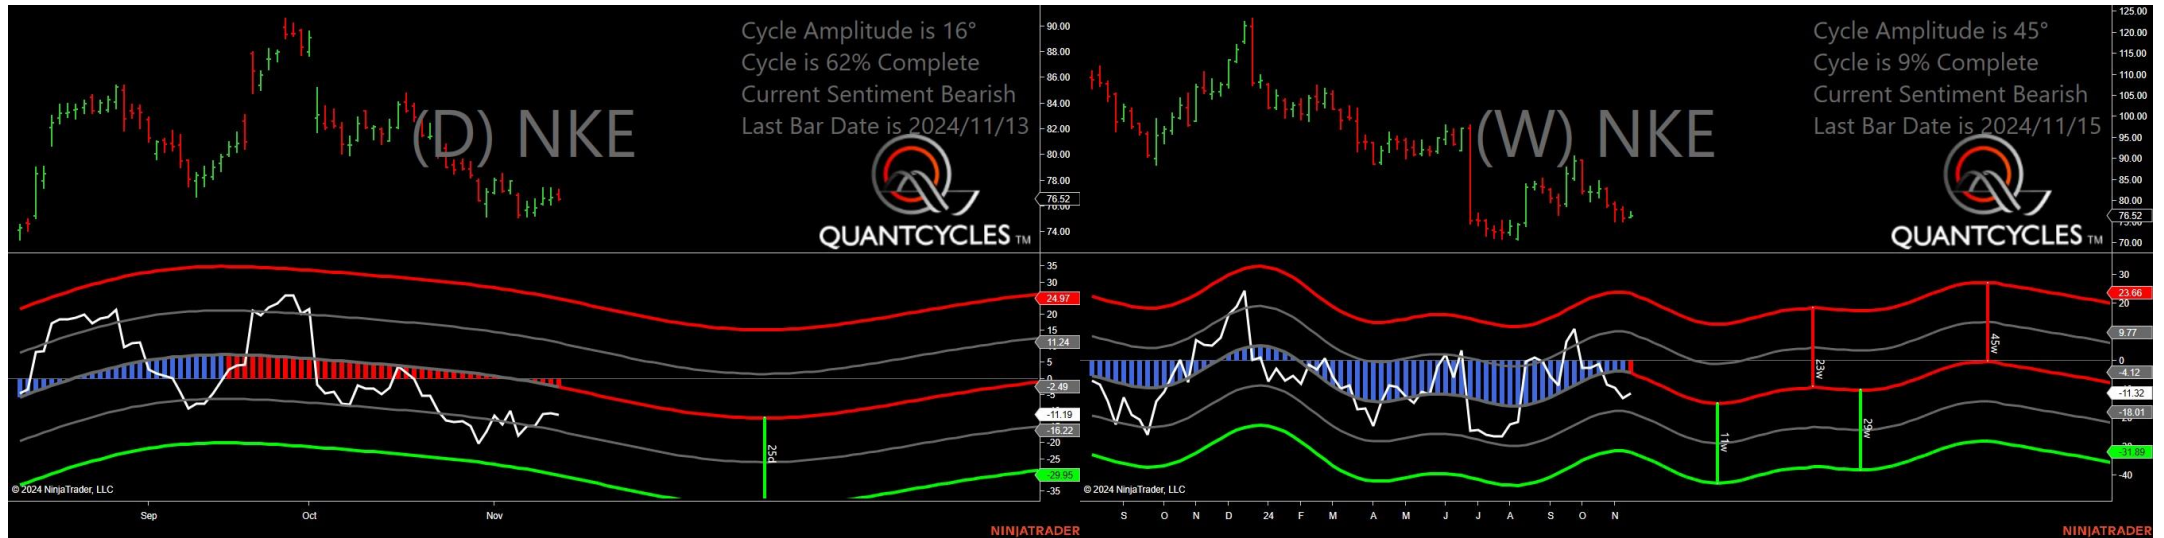 Cycle Amplitude is 16°
Cycle is 62% Complete
Current Sentiment Bearish
Last Bar Date is 2024/11/13
(D) NKE
QUANTCYCLES TM
90.00
88.00
86.00
84.00
82.00
80.00
78.00
76.52
76.00
74.00
35
30
24.97
20
15
11.24
5
0
-2.49
-5
-11.19
-16.22
-20
-25
-29.95
-35
25d
© 2024 NinjaTrader, LLC
Sep Oct Nov
NINJATRADER
Cycle Amplitude is 45°
Cycle is 9% Complete
Current Sentiment Bearish
Last Bar Date is 2024/11/15
(W) NKE
QUANTCYCLES TM
125.00
120.00
115.00
110.00
105.00
100.00
95.00
90.00
85.00
80.00
76.52
70.00
30
23.66
20
9.77
0
-4.12
-11.32
-18.01
-31.89
-40
11w
23w
29w
45w
© 2024 NinjaTrader, LLC
S O N D 24 F M A M J J A S O N
NINJATRADER